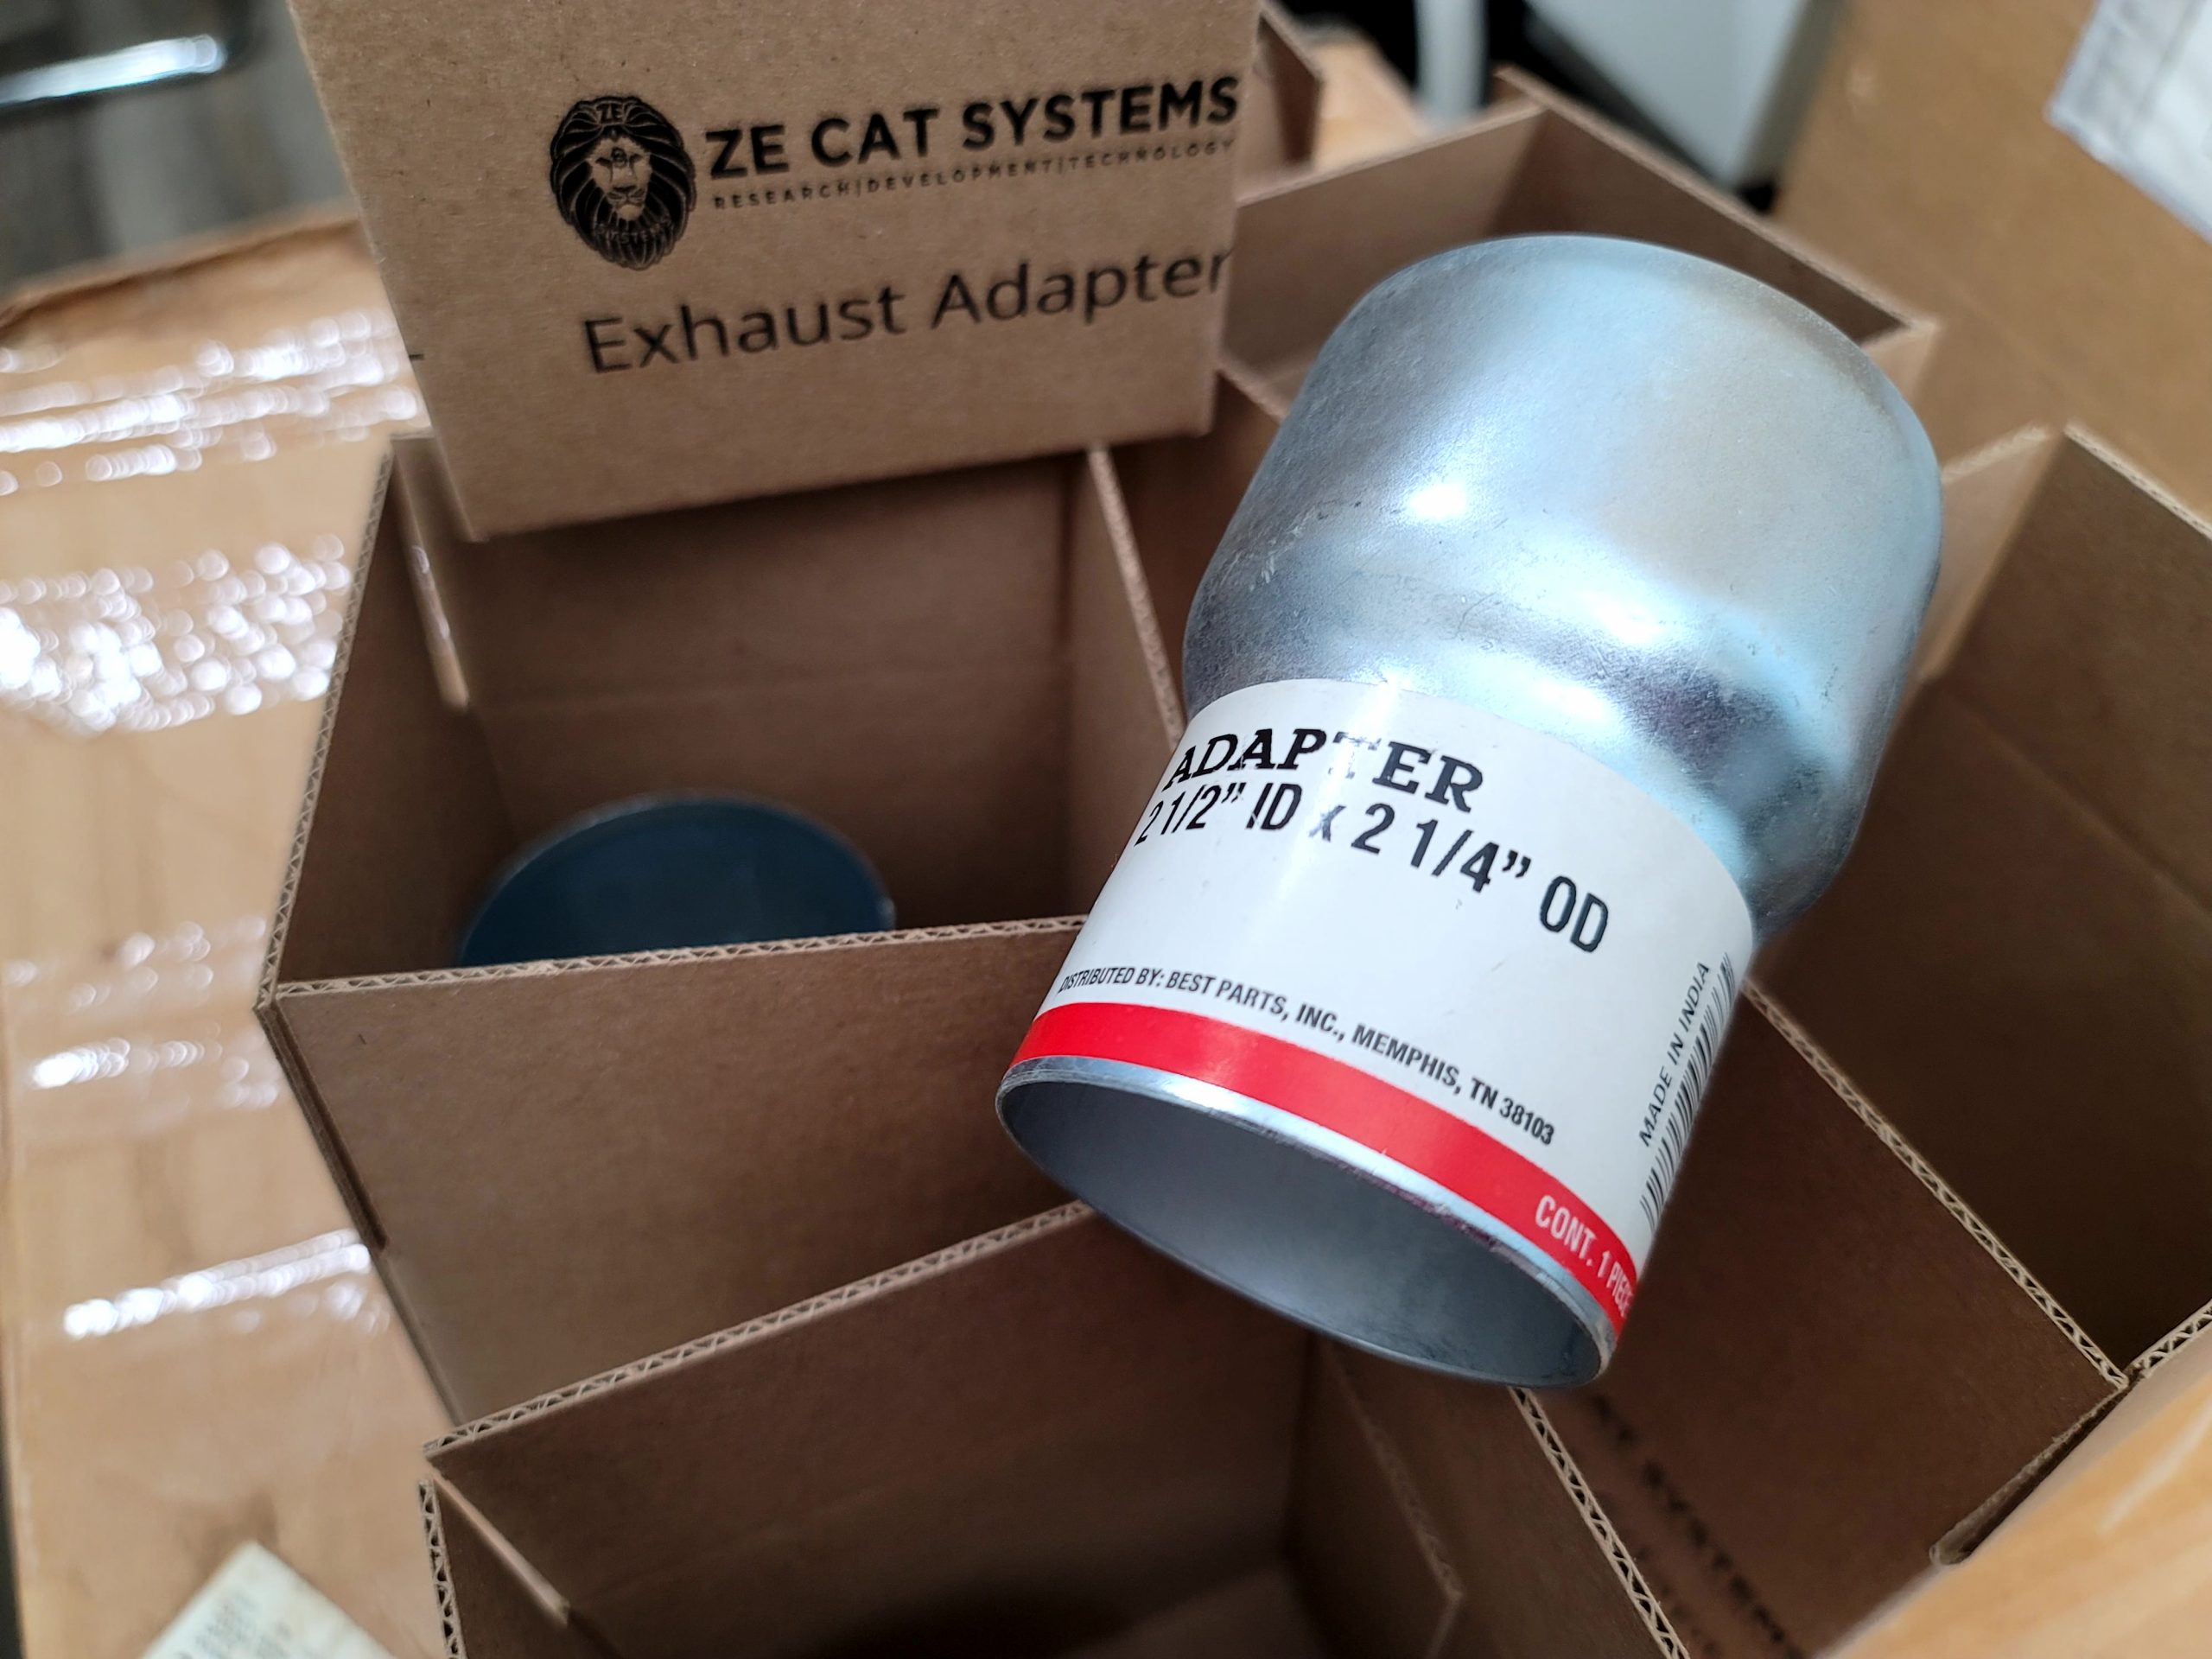 ZE
ZE CAT SYSTEMS
RESEARCH|DEVELOPMENT|TECHNOLOGY
Exhaust Adapter
ADAPTER
2 1/2” ID x 2 1/4” OD
DISTRIBUTED BY: BEST PARTS, INC., MEMPHIS, TN 38103
MADE IN INDIA
CONT. 1 PIECE